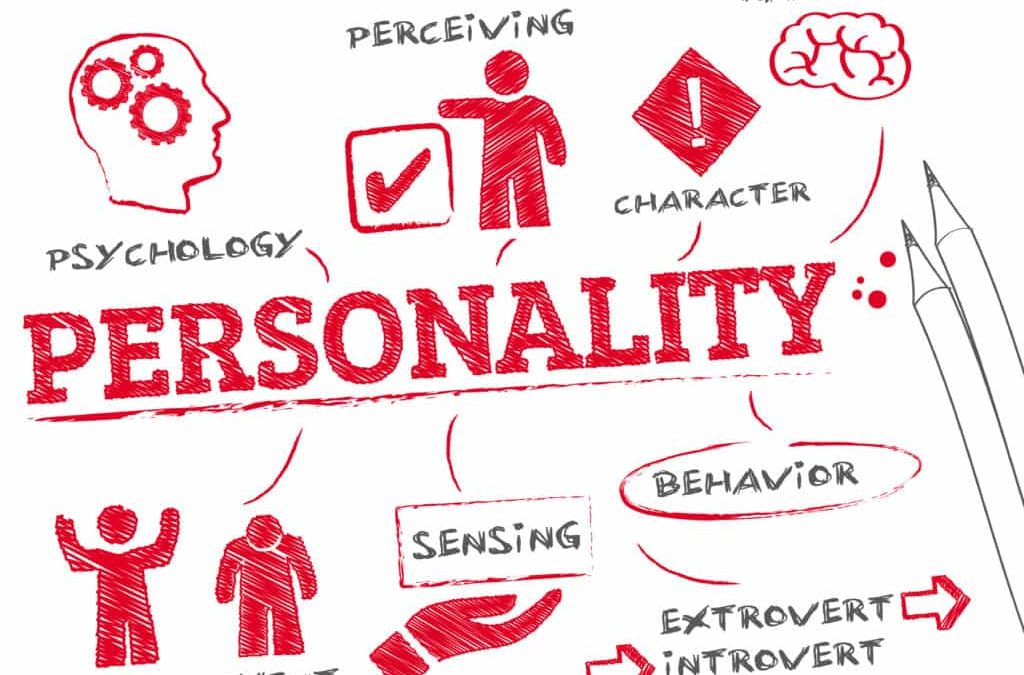 PERCEIVING
CHARACTER
PSYCHOLOGY
PERSONALITY
BEHAVIOR
SENSING
EXTROVERT
INTROVERT